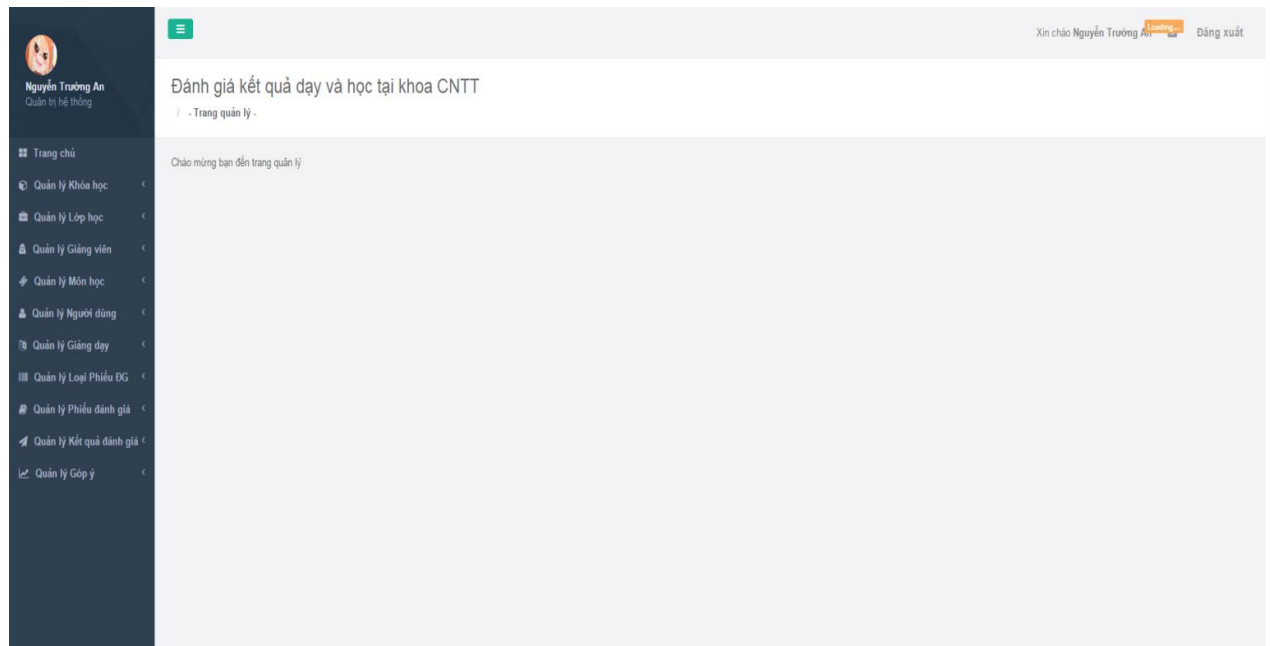 Nguyễn Trường An
Quản trị hệ thống
Trang chủ
Quản lý Khóa học
Quản lý Lớp học
Quản lý Giảng viên
Quản lý Môn học
Quản lý Người dùng
Quản lý Giảng dạy
Quản lý Loại Phiếu ĐG
Quản lý Phiếu đánh giá
Quản lý Kết quả đánh giá
Quản lý Góp ý
Xin chào Nguyễn Trường An Loading... Đăng xuất
Đánh giá kết quả dạy và học tại khoa CNTT
/ - Trang quản lý -
Chào mừng bạn đến trang quản lý